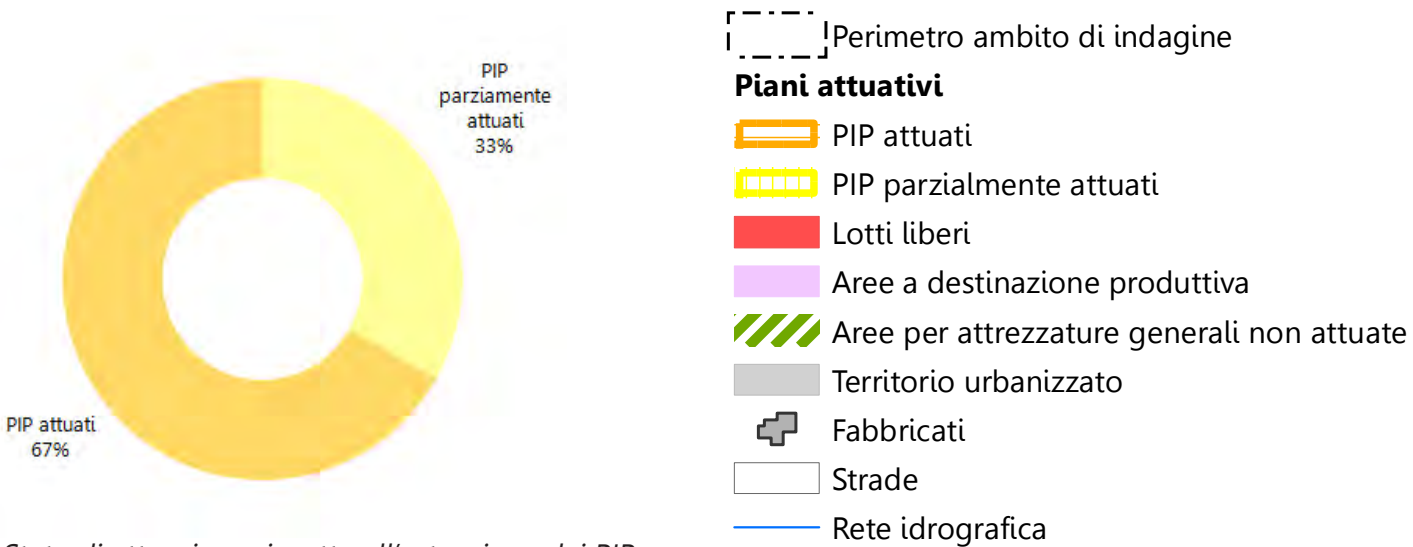 PIP
parziamente
attuati
33%
PIP attuati
67%
Perimetro ambito di indagine
Piani attuativi
PIP attuati
PIP parzialmente attuati
Lotti liberi
Aree a destinazione produttiva
Aree per attrezzature generali non attuate
Territorio urbanizzato
Fabbricati
Strade
Rete idrografica